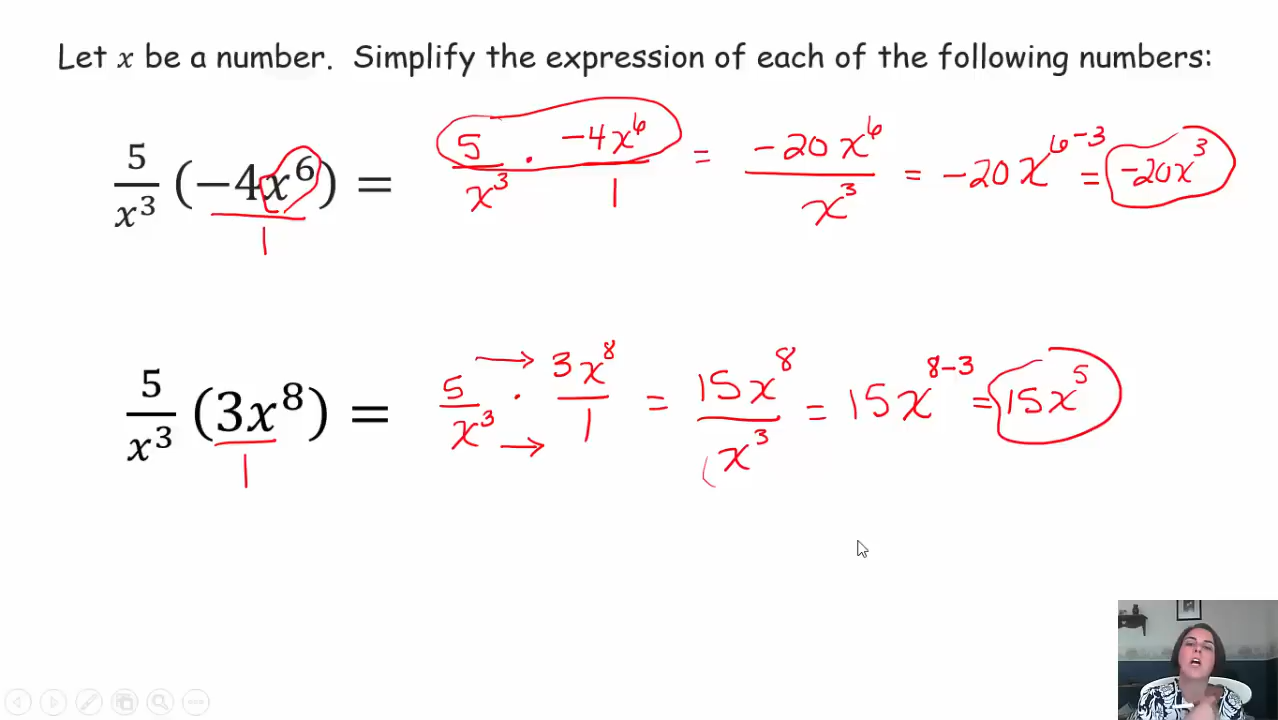 Let x be a number. Simplify the expression of each of the following numbers:
5/x³ (−4x⁶)/1 = 5/x³ · −4x⁶/1 = −20x⁶/x³ = −20x⁶⁻³ = −20x³
5/x³ (3x⁸)/1 = 5/x³ → · 3x⁸/1 → = 15x⁸/x³ = 15x⁸⁻³ = 15x⁵